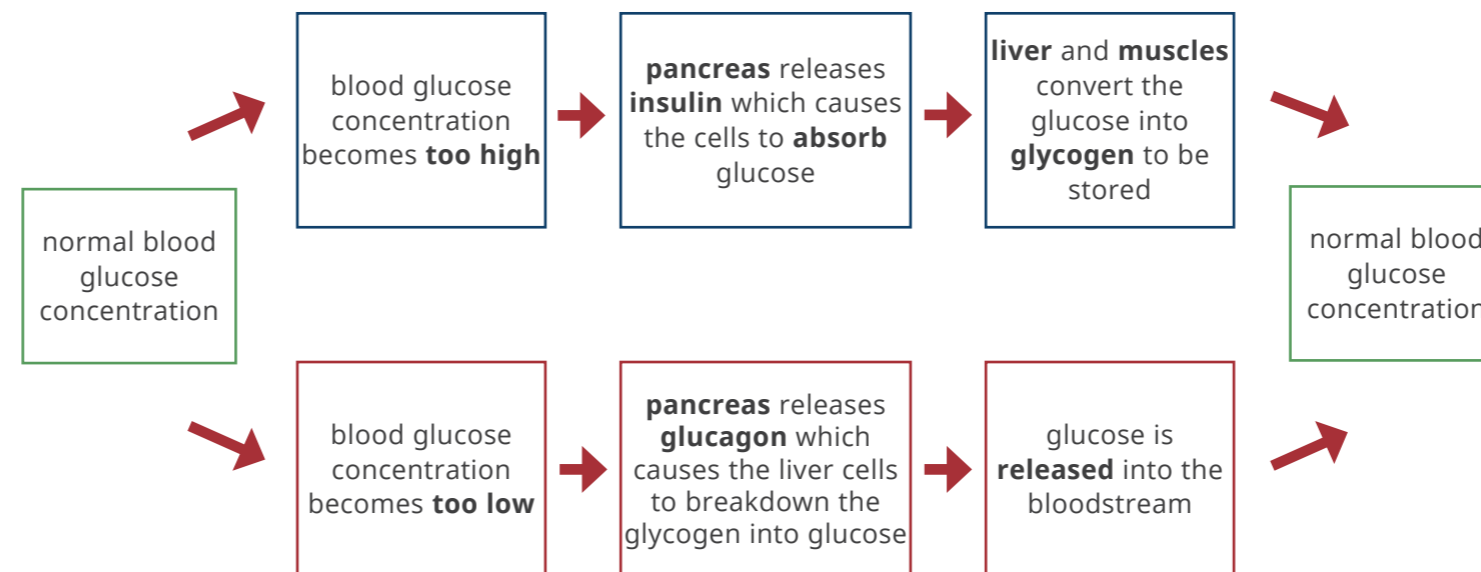 normal blood
glucose
concentration
blood glucose
concentration
becomes too high
pancreas releases
insulin which causes
the cells to absorb
glucose
liver and muscles
convert the
glucose into
glycogen to be
stored
blood glucose
concentration
becomes too low
pancreas releases
glucagon which
causes the liver cells
to breakdown the
glycogen into glucose
glucose is
released into the
bloodstream
normal blood
glucose
concentration